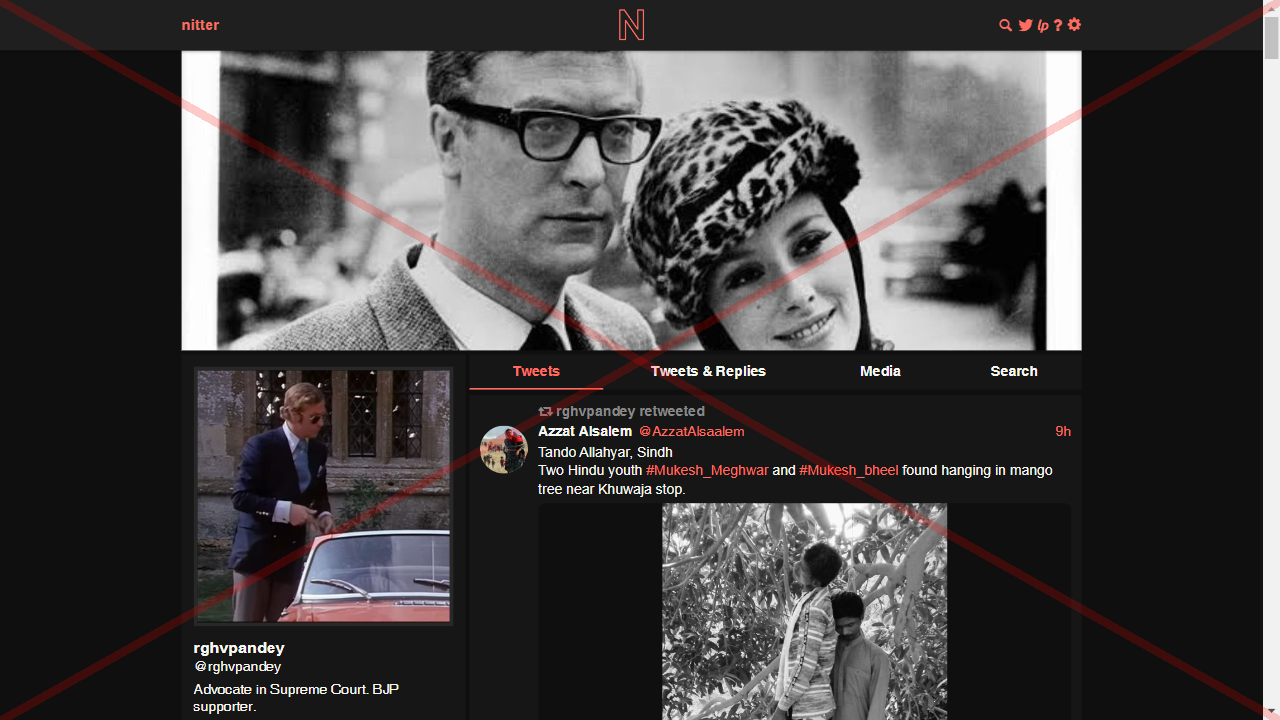 nitter
N
lp ?
Tweets
Tweets & Replies
Media
Search
rghvpandey retweeted
Azzat Alsalem @AzzatAlsaalem 9h
Tando Allahyar, Sindh
Two Hindu youth #Mukesh_Meghwar and #Mukesh_bheel found hanging in mango
tree near Khuwaja stop.
rghvpandey
@rghvpandey
Advocate in Supreme Court. BJP
supporter.